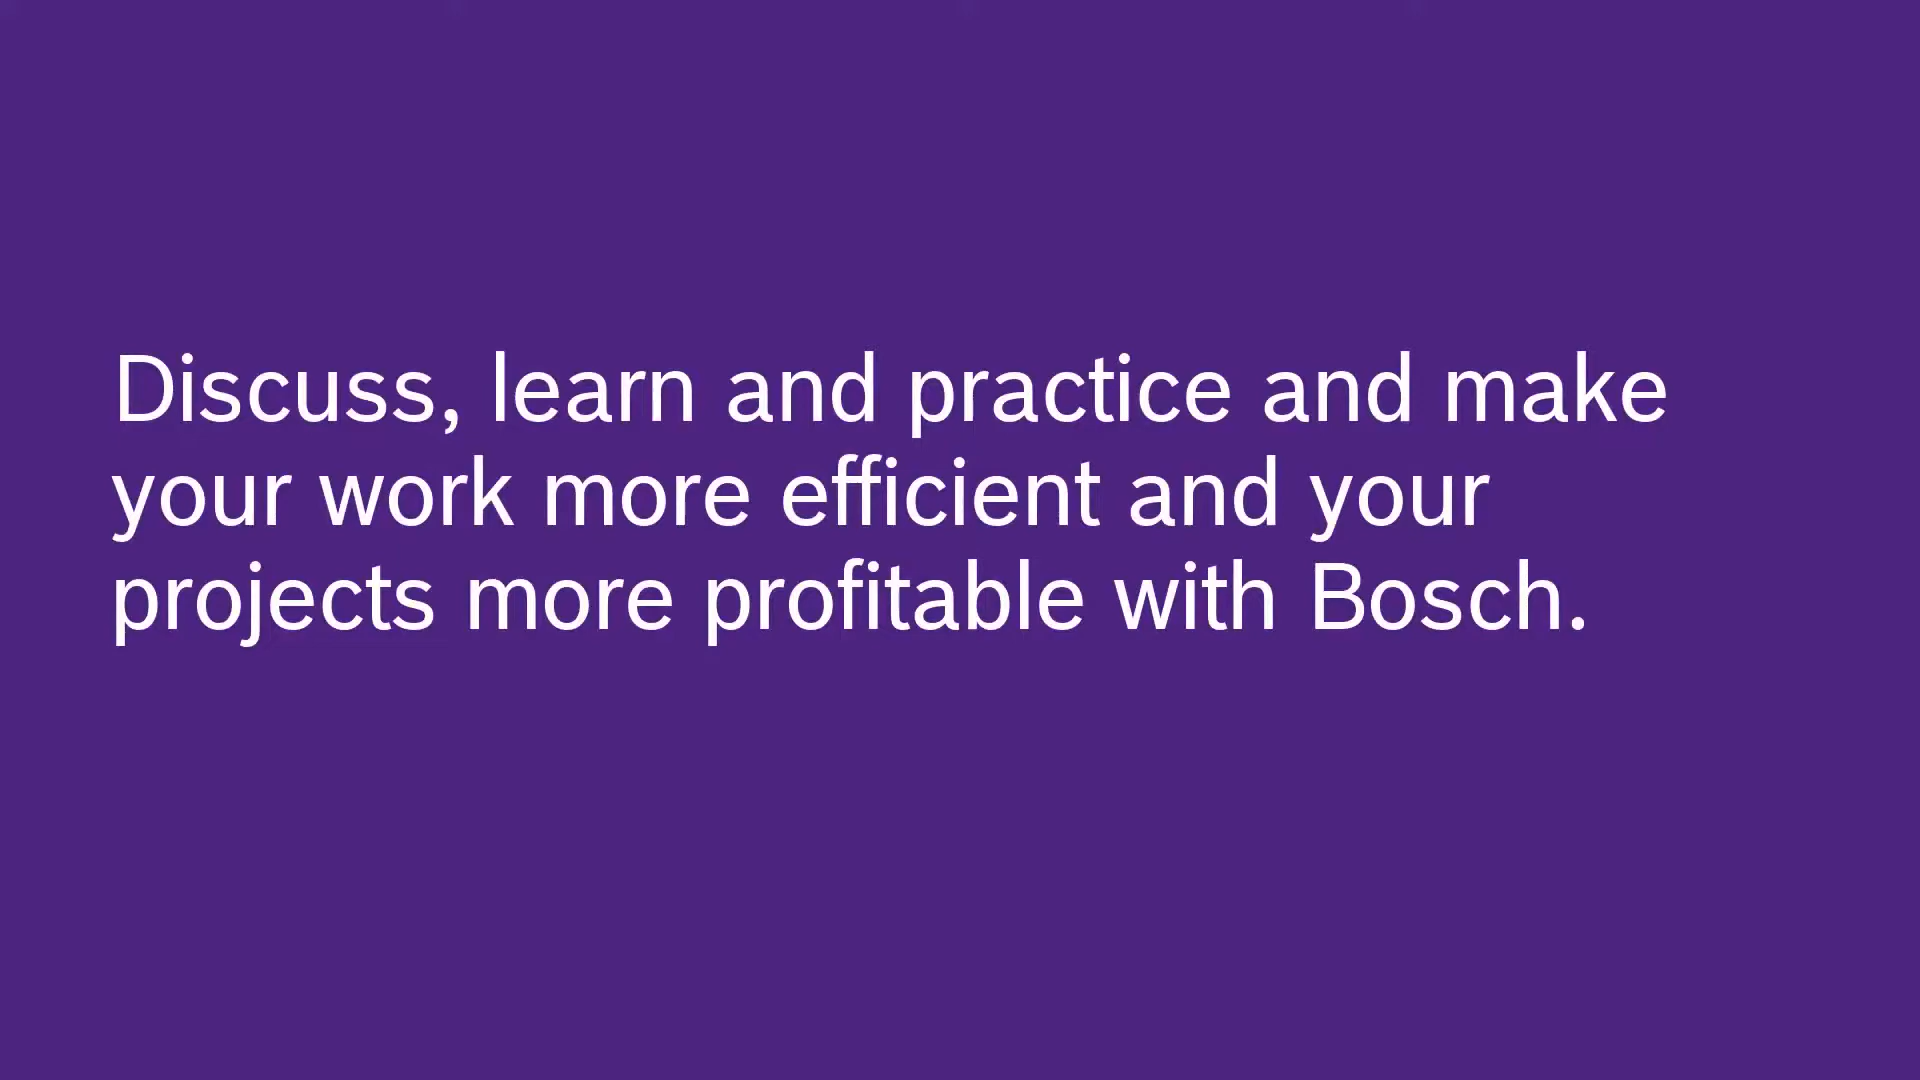 Discuss, learn and practice and make
your work more efficient and your
projects more profitable with Bosch.